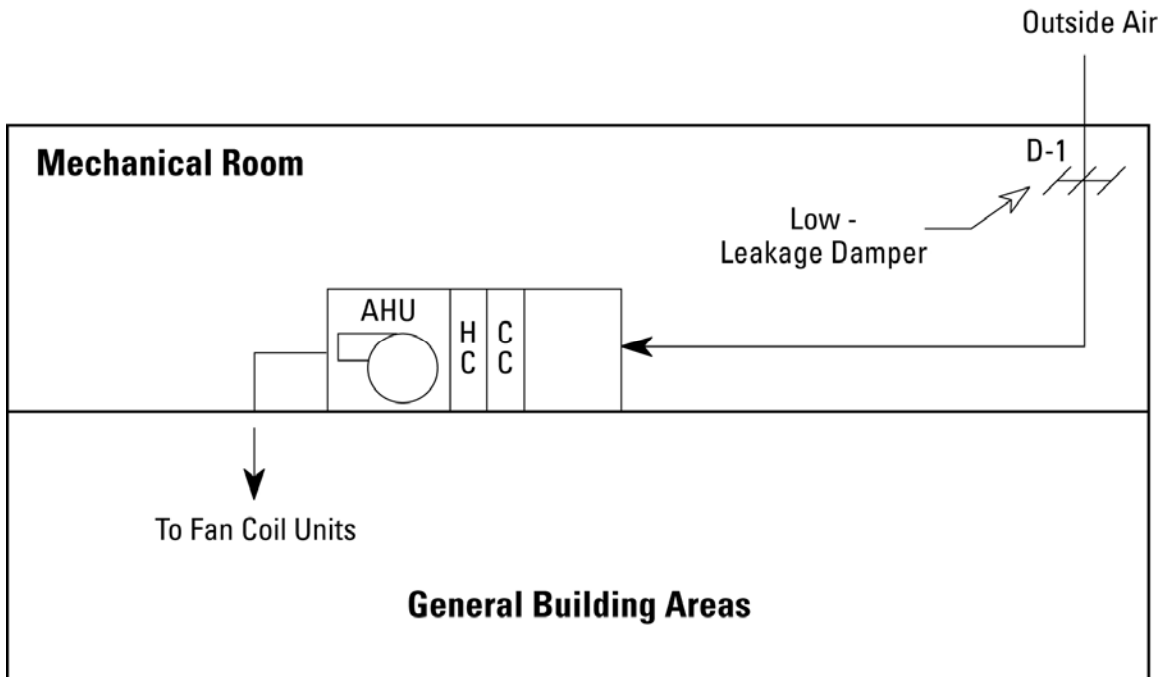 Outside Air
Mechanical Room
D-1
Low -
Leakage Damper
AHU
H
C
C
C
To Fan Coil Units
General Building Areas